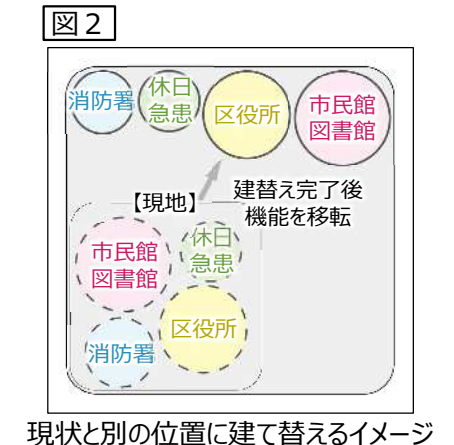 図2
消防署
休日
急患
区役所
市民館
図書館
【現地】
建替え完了後
機能を移転
市民館
図書館
休日
急患
区役所
消防署
現状と別の位置に建て替えるイメージ